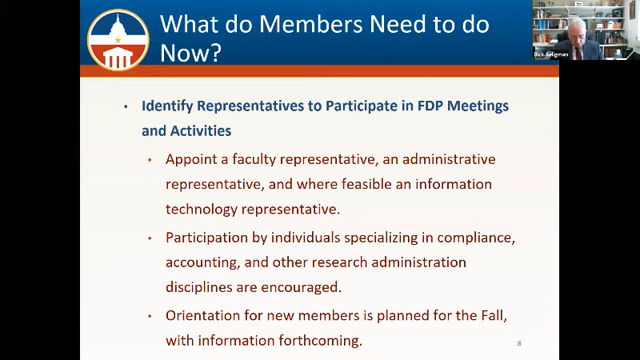 What do Members Need to do
Now?
Dick Seligman
• Identify Representatives to Participate in FDP Meetings
and Activities
• Appoint a faculty representative, an administrative
representative, and where feasible an information
technology representative.
• Participation by individuals specializing in compliance,
accounting, and other research administration
disciplines are encouraged.
• Orientation for new members is planned for the Fall,
with information forthcoming.
8